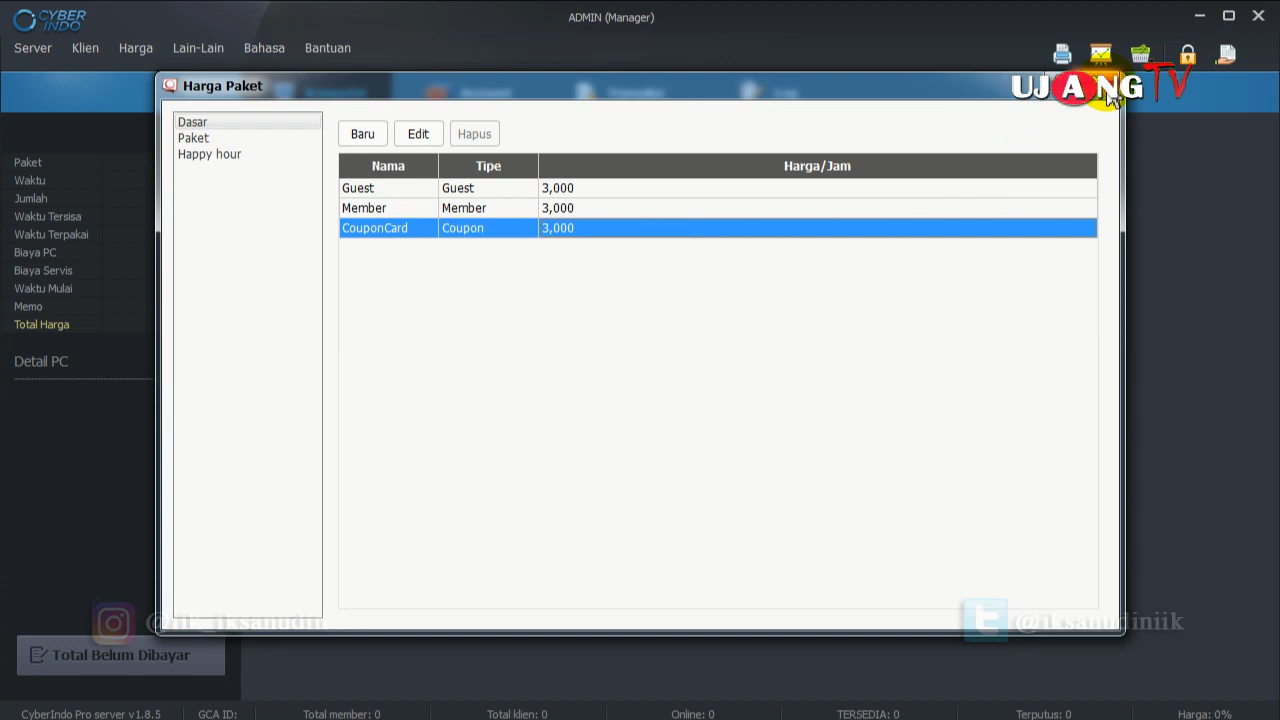 CYBER
INDO
ADMIN (Manager)
Server Klien Harga Lain-Lain Bahasa Bantuan
UJANG TV
Harga Paket
Dasar
Paket
Happy hour
Baru Edit Hapus
Nama Tipe Harga/Jam
Guest Guest 3,000
Member Member 3,000
CouponCard Coupon 3,000
Paket
Waktu
Jumlah
Waktu Tersisa
Waktu Terpakai
Biaya PC
Biaya Servis
Waktu Mulai
Memo
Total Harga
Detail PC
@iik_iksanudin
@iksanudiniik
Total Belum Dibayar
CyberIndo Pro server v1.8.5 GCA ID: Total member: 0 Total klien: 0 Online: 0 TERSEDIA: 0 Terputus: 0 Harga: 0%